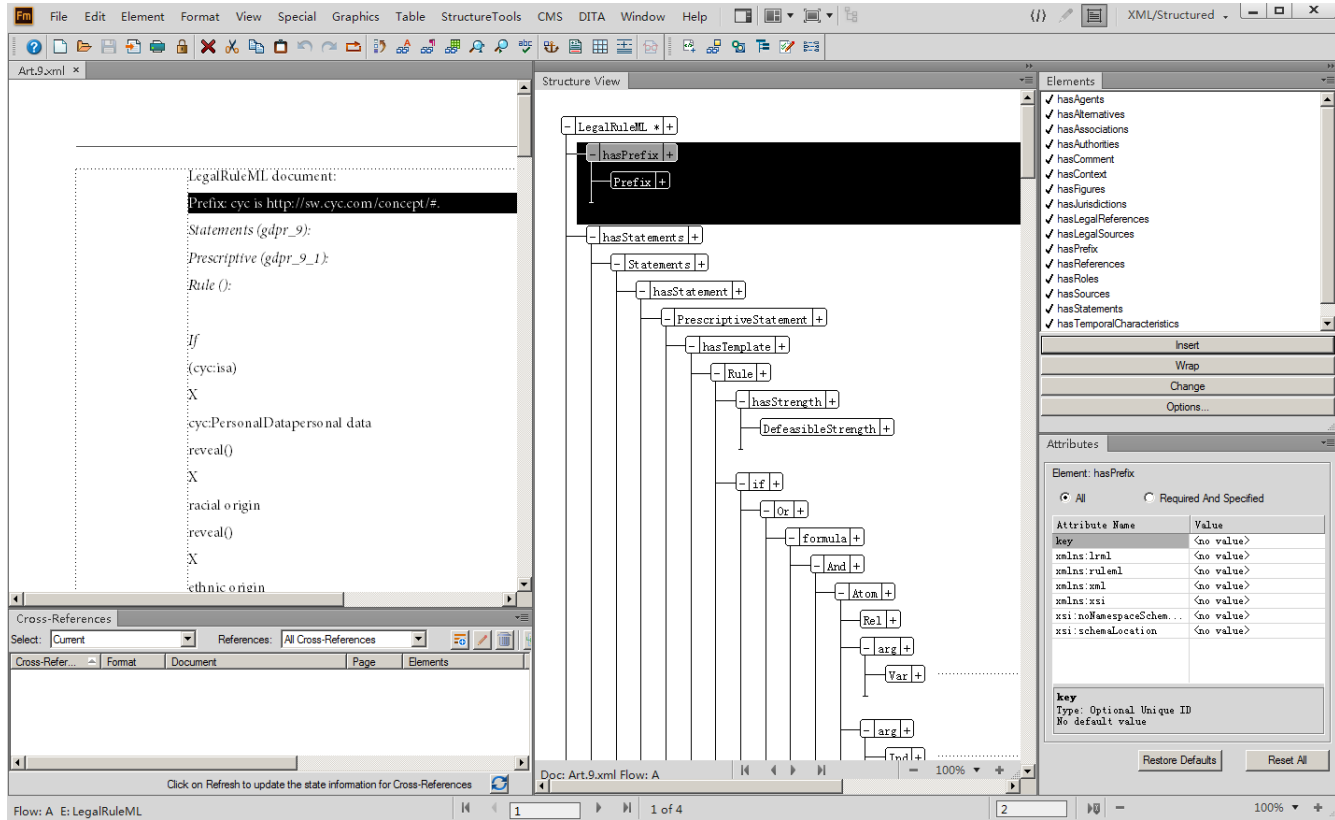 Fm File Edit Element Format View Special Graphics Table StructureTools CMS DITA Window Help XML/Structured
Art.9.xml ×
LegalRuleML document:
Prefix: cyc is http://sw.cyc.com/concept/#.
Statements (gdpr_9):
Prescriptive (gdpr_9_1):
Rule ():
If
(cyc:isa)
X
cyc:PersonalDatapersonal data
reveal()
X
racial origin
reveal()
X
ethnic origin
Cross-References
Select: Current References: All Cross-References
Cross-Refer... Format Document Page Elements
Click on Refresh to update the state information for Cross-References
Structure View
LegalRuleML * +
hasPrefix +
Prefix +
hasStatements +
Statements +
hasStatement +
PrescriptiveStatement +
hasTemplate +
Rule +
hasStrength +
DefeasibleStrength +
if +
Or +
formula +
And +
Atom +
Rel +
arg +
Var +
arg +
Ind +
Doc: Art.9.xml Flow: A 100%
Elements
✓ hasAgents
✓ hasAlternatives
✓ hasAssociations
✓ hasAuthorities
✓ hasComment
✓ hasContext
✓ hasFigures
✓ hasJurisdictions
✓ hasLegalReferences
✓ hasLegalSources
✓ hasPrefix
✓ hasReferences
✓ hasRoles
✓ hasSources
✓ hasStatements
✓ hasTemporalCharacteristics
Insert
Wrap
Change
Options...
Attributes
Element: hasPrefix
All Required And Specified
Attribute Name Value
key <no value>
xmlns:lrml <no value>
xmlns:ruleml <no value>
xmlns:xml <no value>
xmlns:xsi <no value>
xsi:noNamespaceSchem... <no value>
xsi:schemaLocation <no value>
key
Type: Optional Unique ID
No default value
Restore Defaults Reset All
Flow: A E: LegalRuleML 1 1 of 4 2 100%